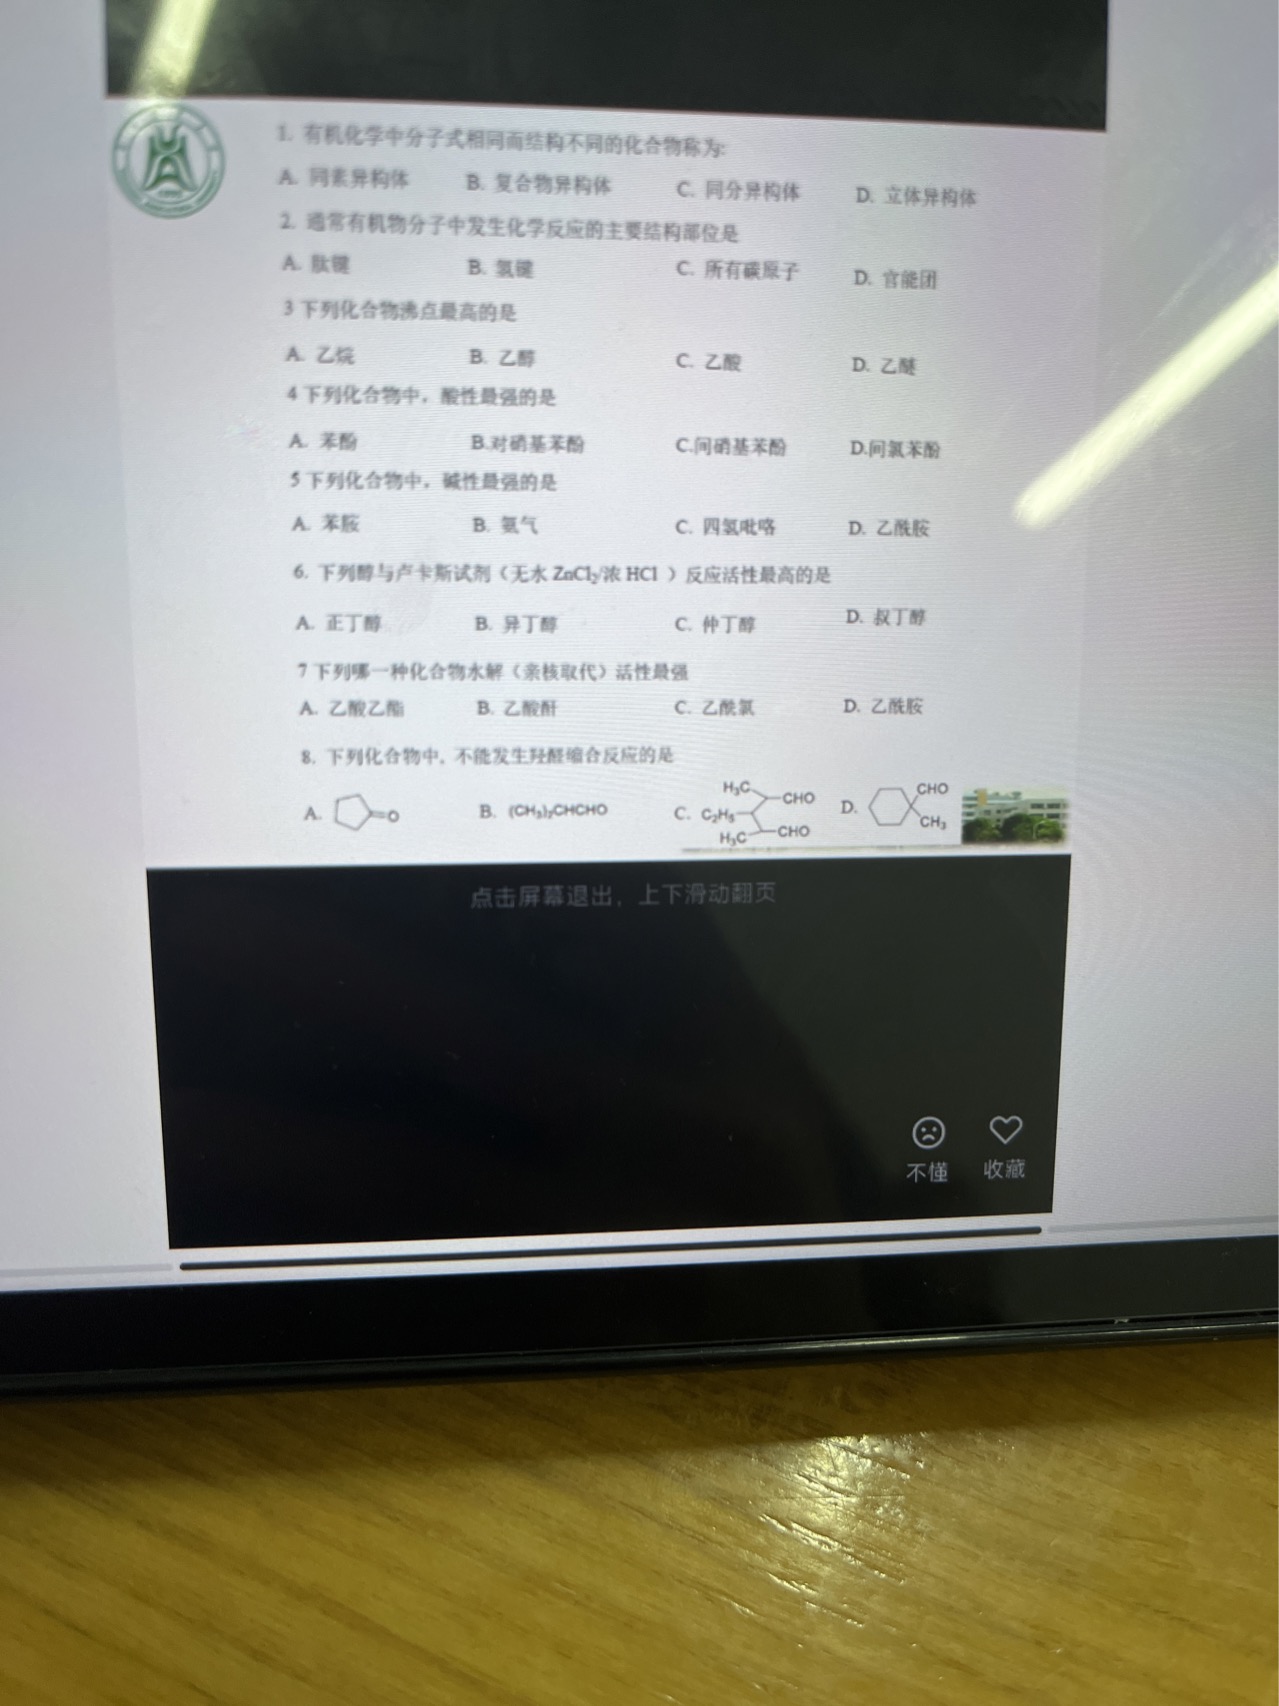 1. 有机化学中分子式相同而结构不同的化合物称为:
A. 同素异构体 B. 复合物异构体 C. 同分异构体 D. 立体异构体
2. 通常有机物分子中发生化学反应的主要结构部位是
A. 肽键 B. 氢键 C. 所有碳原子 D. 官能团
3 下列化合物沸点最高的是
A. 乙烷 B. 乙醇 C. 乙酸 D. 乙醚
4 下列化合物中，酸性最强的是
A. 苯酚 B.对硝基苯酚 C.间硝基苯酚 D.间氯苯酚
5 下列化合物中，碱性最强的是
A. 苯胺 B. 氨气 C. 四氢吡咯 D. 乙酰胺
6. 下列醇与卢卡斯试剂（无水 ZnCl₂/浓 HCl ）反应活性最高的是
A. 正丁醇 B. 异丁醇 C. 仲丁醇 D. 叔丁醇
7 下列哪一种化合物水解（亲核取代）活性最强
A. 乙酸乙酯 B. 乙酸酐 C. 乙酰氯 D. 乙酰胺
8. 下列化合物中, 不能发生羟醛缩合反应的是
A. O B. (CH₃)₂CHCHO C. H₃C CHO C₂H₅ H₃C CHO D. CHO CH₃
点击屏幕退出，上下滑动翻页
不懂 收藏